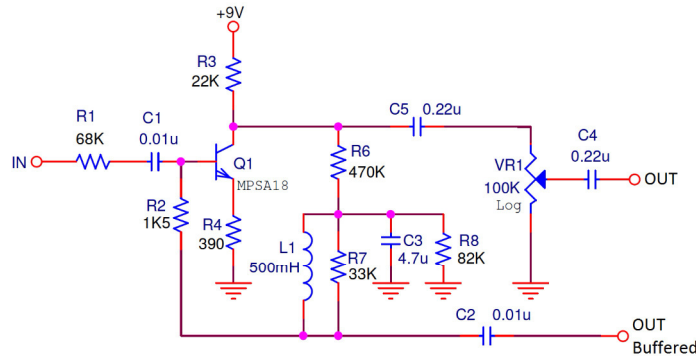 +9V
R3
22K
C5 0.22u
R1
68K
C1
0.01u
C4
0.22u
IN
Q1
MPSA18
R6
470K
VR1
100K
Log
OUT
R2
1K5
R4
390
L1
500mH
R7
33K
C3
4.7u
R8
82K
C2 0.01u
OUT
Buffered